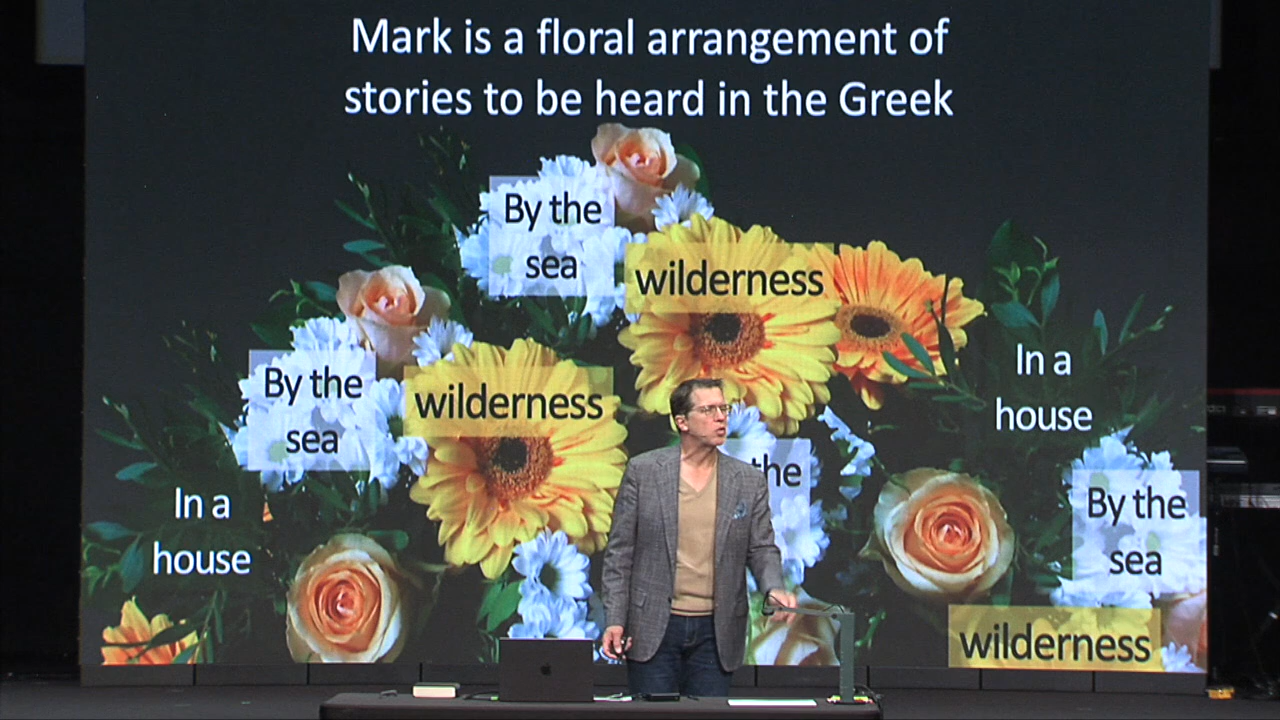 Mark is a floral arrangement of
stories to be heard in the Greek
By the
sea
wilderness
In a
house
By the
sea
wilderness
the
In a
house
By the
sea
wilderness